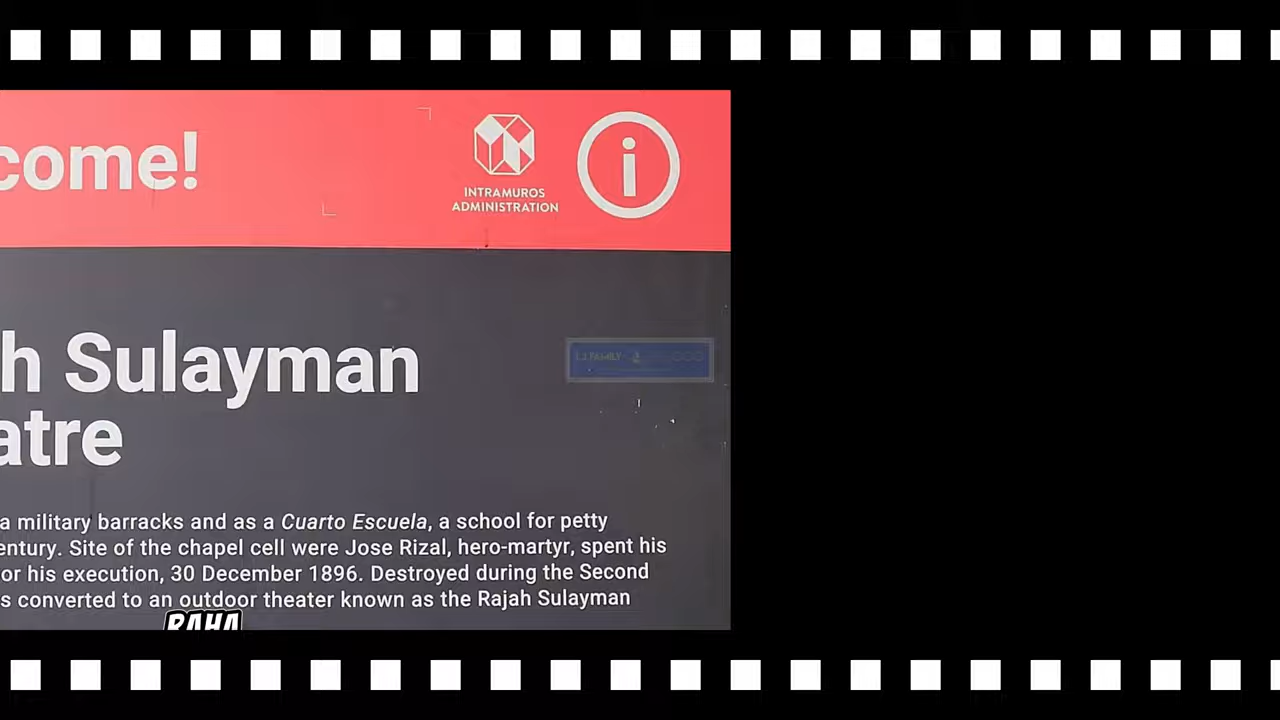 come!
INTRAMUROS
ADMINISTRATION
i
h Sulayman
atre
a military barracks and as a Cuarto Escuela, a school for petty
entury. Site of the chapel cell were Jose Rizal, hero-martyr, spent his
or his execution, 30 December 1896. Destroyed during the Second
s converted to an outdoor theater known as the Rajah Sulayman
RAHA
FAMILY